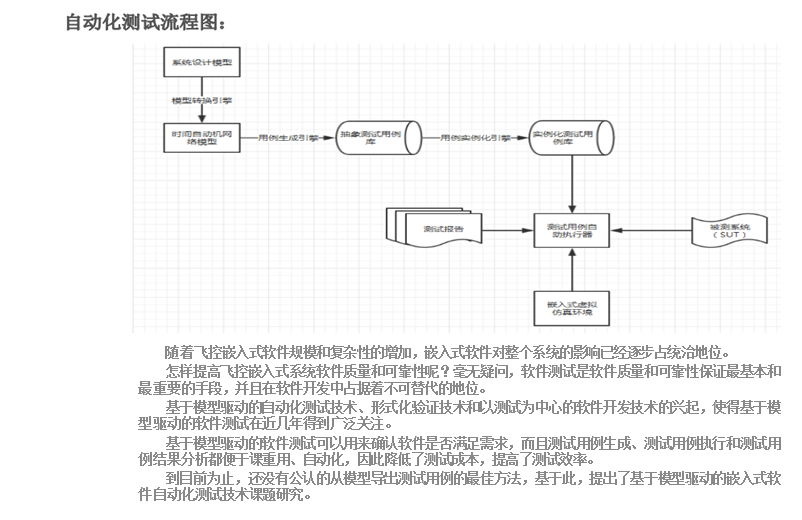 自动化测试流程图：
系统设计模型
模型转换引擎
时间自动机网
络模型
用例生成引擎
抽象测试用例
库
用例实例化引擎
实例化测试用
例库
测试报告
测试用例自
动执行器
被测系统
（SUT）
嵌入式虚拟
仿真环境
随着飞控嵌入式软件规模和复杂性的增加，嵌入式软件对整个系统的影响已经逐步占统治地位。
怎样提高飞控嵌入式系统软件质量和可靠性呢？毫无疑问，软件测试是软件质量和可靠性保证最基本和
最重要的手段，并且在软件开发中占据着不可替代的地位。
基于模型驱动的自动化测试技术、形式化验证技术和以测试为中心的软件开发技术的兴起，使得基于模
型驱动的软件测试在近几年得到广泛关注。
基于模型驱动的软件测试可以用来确认软件是否满足需求，而且测试用例生成、测试用例执行和测试用
例结果分析都便于课重用、自动化，因此降低了测试成本，提高了测试效率。
到目前为止，还没有公认的从模型导出测试用例的最佳方法，基于此，提出了基于模型驱动的嵌入式软
件自动化测试技术课题研究。